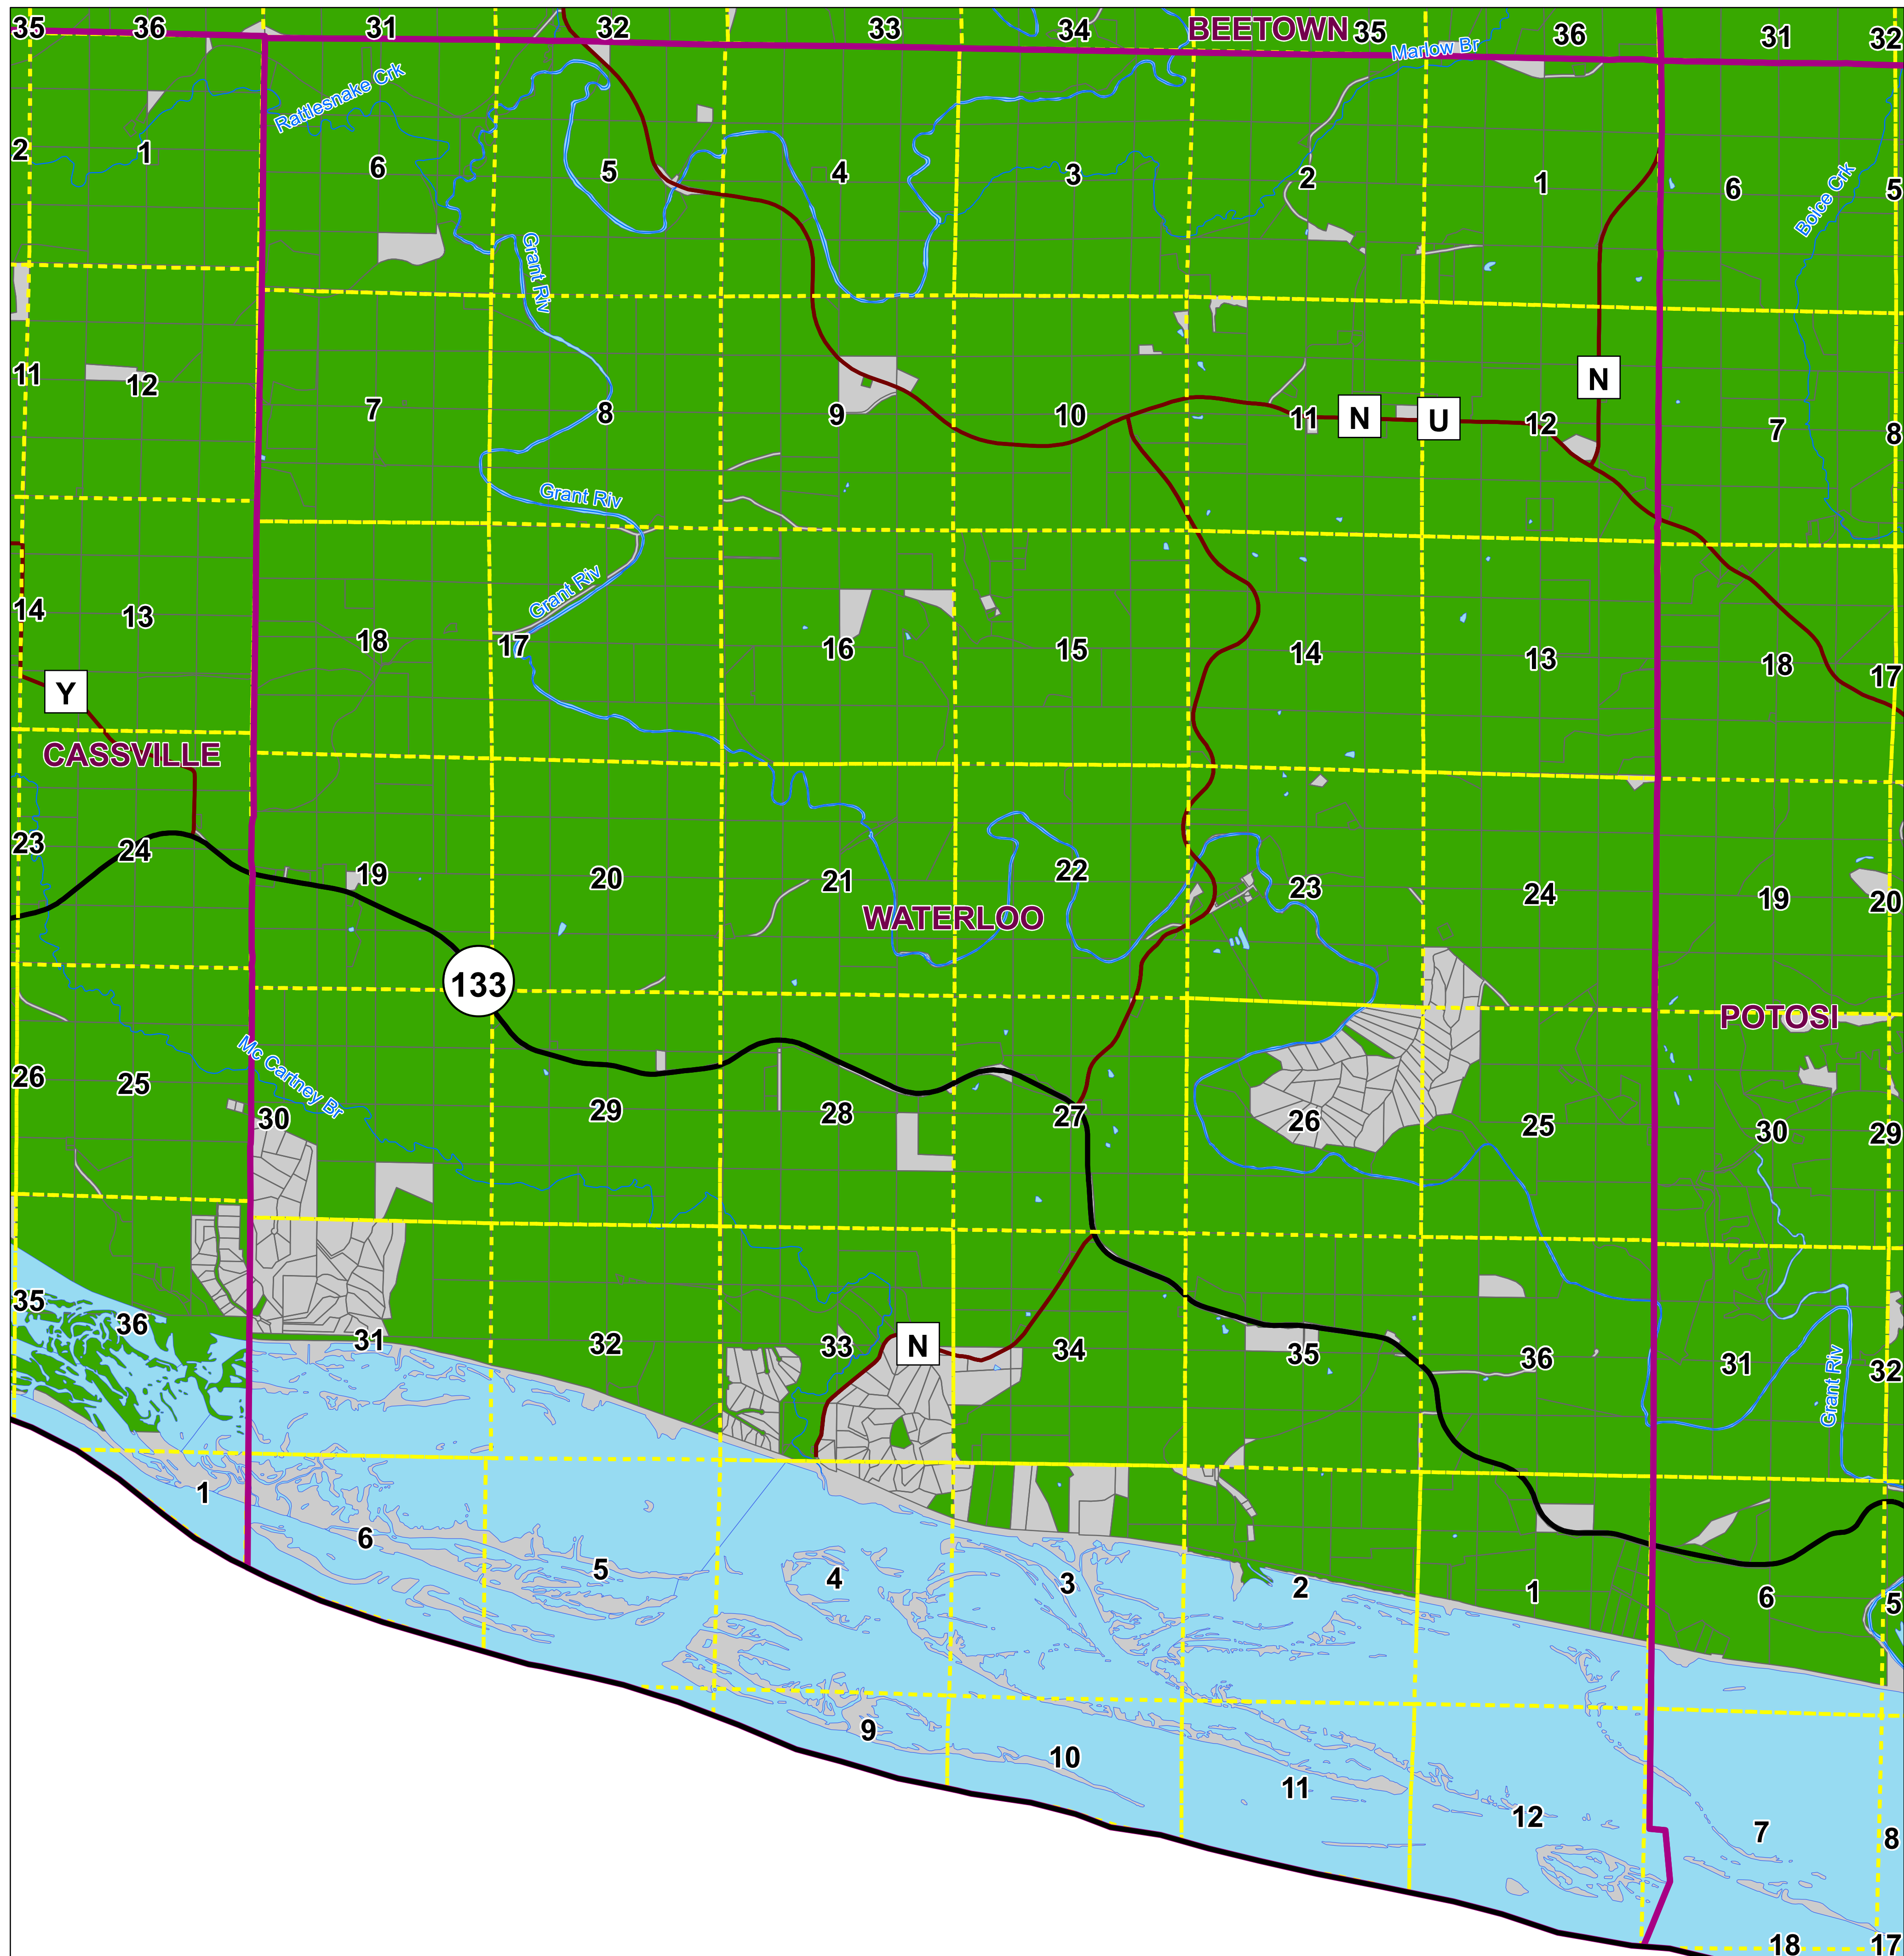 35 36 31 32 33 34 BEETOWN 35 36 31 32
Marlow Br
Rattlesnake Crk
2 1 6 5 4 3 2 1 6 5
Boice Crk
Grant Riv
N
11 12 7 8 9 10 11 N U 12 7 8
Grant Riv
Grant Riv
14 13 18 17 16 15 14 13 18 17
Y
CASSVILLE
23 24 19 20 21 22 23 24 19 20
WATERLOO
133
POTOSI
Mc Cartney Br
26 25 30 29 28 27 26 25 30 29
35 36 31 32 33 N 34 35 36 31 32
Grant Riv
1 6 5 4 3 2 1 6 5
9 10 11 12 7 8
18 17